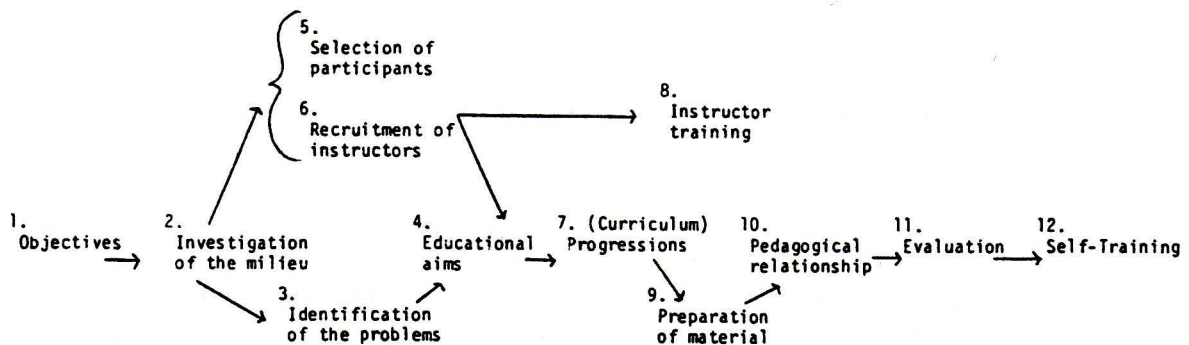 5.
Selection of
participants
6.
Recruitment of
instructors
8.
Instructor
training
1.
Objectives
2.
Investigation
of the milieu
3.
Identification
of the problems
4.
Educational
aims
7. (Curriculum)
Progressions
9.
Preparation
of material
10.
Pedagogical
relationship
11.
Evaluation
12.
Self-Training